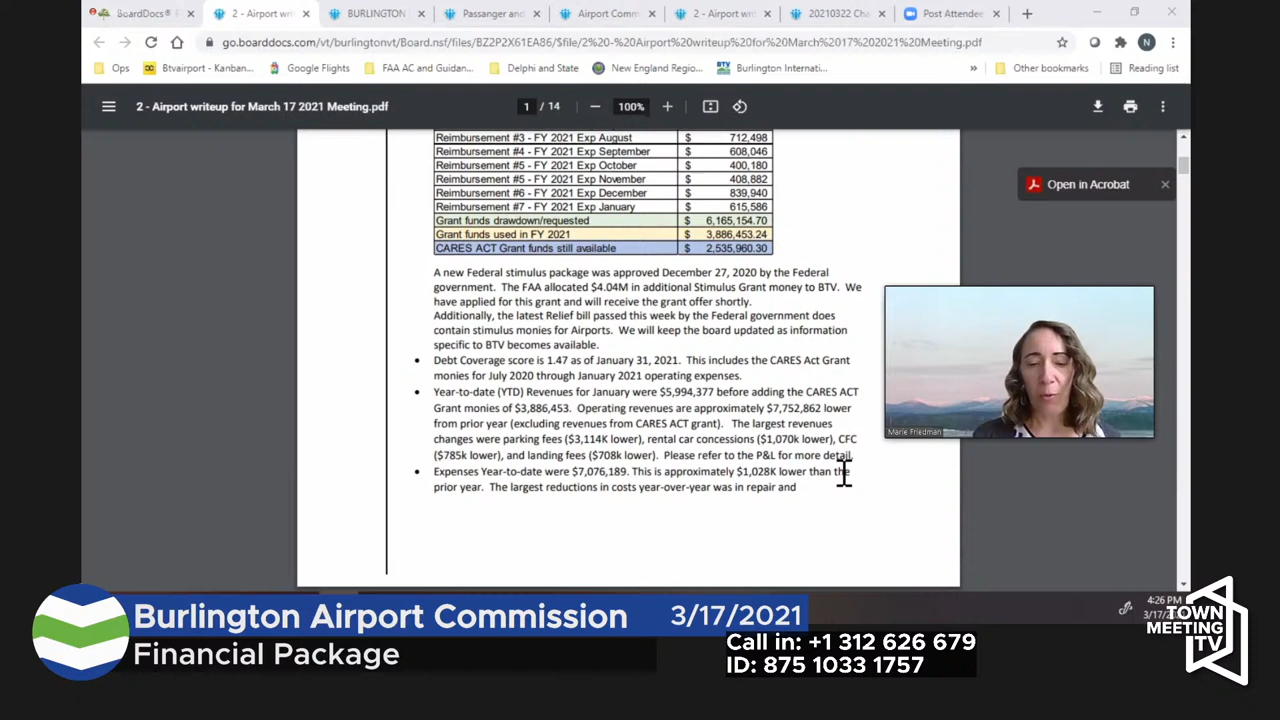 BoardDocs ®
2 - Airport writ
BURLINGTON
Passanger and
Airport Comm
2 - Airport writ
20210322 Cha
Post Attendee
go.boarddocs.com/vt/burlingtonvt/Board.nsf/files/BZ2P2X61EA86/$file/2%20-%20Airport%20writeup%20for%20March%2017%202021%20Meeting.pdf
N
Ops
Btvairport - Kanban...
Google Flights
FAA AC and Guidan...
Delphi and State
New England Regio...
Burlington Internati...
»
Other bookmarks
Reading list
2 - Airport writeup for March 17 2021 Meeting.pdf
1 / 14
100%
Open in Acrobat
Reimbursement #3 - FY 2021 Exp August $ 712,498
Reimbursement #4 - FY 2021 Exp September $ 608,046
Reimbursement #5 - FY 2021 Exp October $ 400,180
Reimbursement #5 - FY 2021 Exp November $ 408,882
Reimbursement #6 - FY 2021 Exp December $ 839,940
Reimbursement #7 - FY 2021 Exp January $ 615,586
Grant funds drawdown/requested $ 6,165,154.70
Grant funds used in FY 2021 $ 3,886,453.24
CARES ACT Grant funds still available $ 2,535,960.30
A new Federal stimulus package was approved December 27, 2020 by the Federal
government. The FAA allocated $4.04M in additional Stimulus Grant money to BTV. We
have applied for this grant and will receive the grant offer shortly.
Additionally, the latest Relief bill passed this week by the Federal government does
contain stimulus monies for Airports. We will keep the board updated as information
specific to BTV becomes available.
• Debt Coverage score is 1.47 as of January 31, 2021. This includes the CARES Act Grant
monies for July 2020 through January 2021 operating expenses.
• Year-to-date (YTD) Revenues for January were $5,994,377 before adding the CARES ACT
Grant monies of $3,886,453. Operating revenues are approximately $7,752,862 lower
from prior year (excluding revenues from CARES ACT grant). The largest revenues
changes were parking fees ($3,114K lower), rental car concessions ($1,070k lower), CFC
($785k lower), and landing fees ($708k lower). Please refer to the P&L for more detail.
• Expenses Year-to-date were $7,076,189. This is approximately $1,028K lower than the
prior year. The largest reductions in costs year-over-year was in repair and
Marie Friedman
4:26 PM
3/17/
Burlington Airport Commission
3/17/2021
Financial Package
Call in: +1 312 626 679
ID: 875 1033 1757
TOWN
MEETING
TV